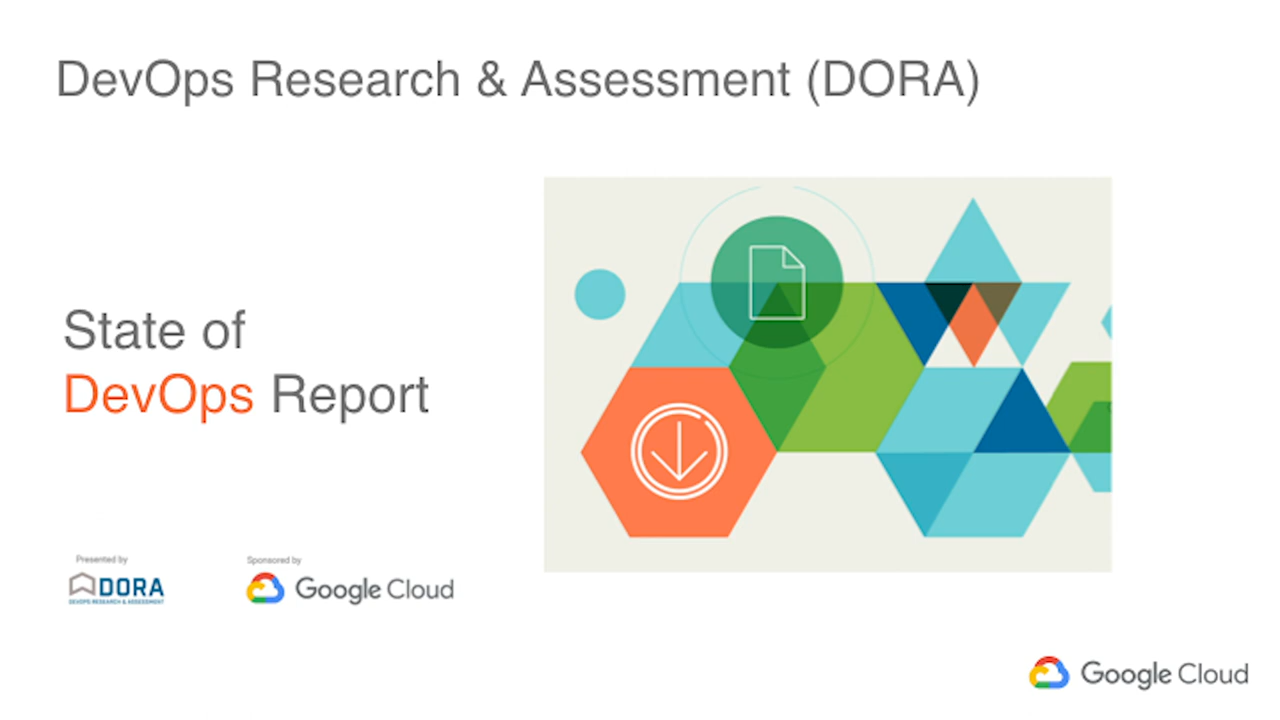 DevOps Research & Assessment (DORA)
State of
DevOps Report
Presented by
DORA
DEVOPS RESEARCH & ASSESSMENT
Sponsored by
Google Cloud
Google Cloud